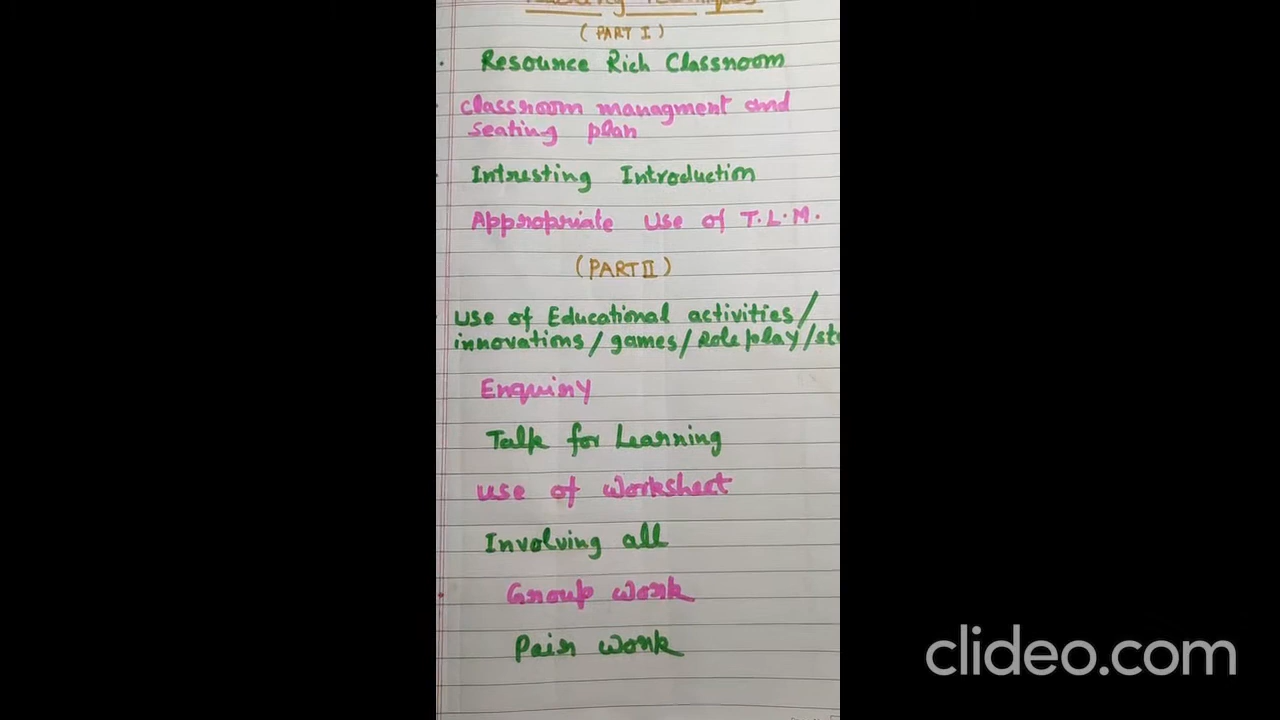 (PART I)
Resource Rich Classroom
Classroom managment and
seating plan
Intresting Introduction
Appropriate Use of T.L.M.
(PART II)
Use of Educational activities/
innovations/games/Role play/st
Enquiry
Talk for Learning
Use of Worksheet
Involving all
Group work
Pair work
clideo.com